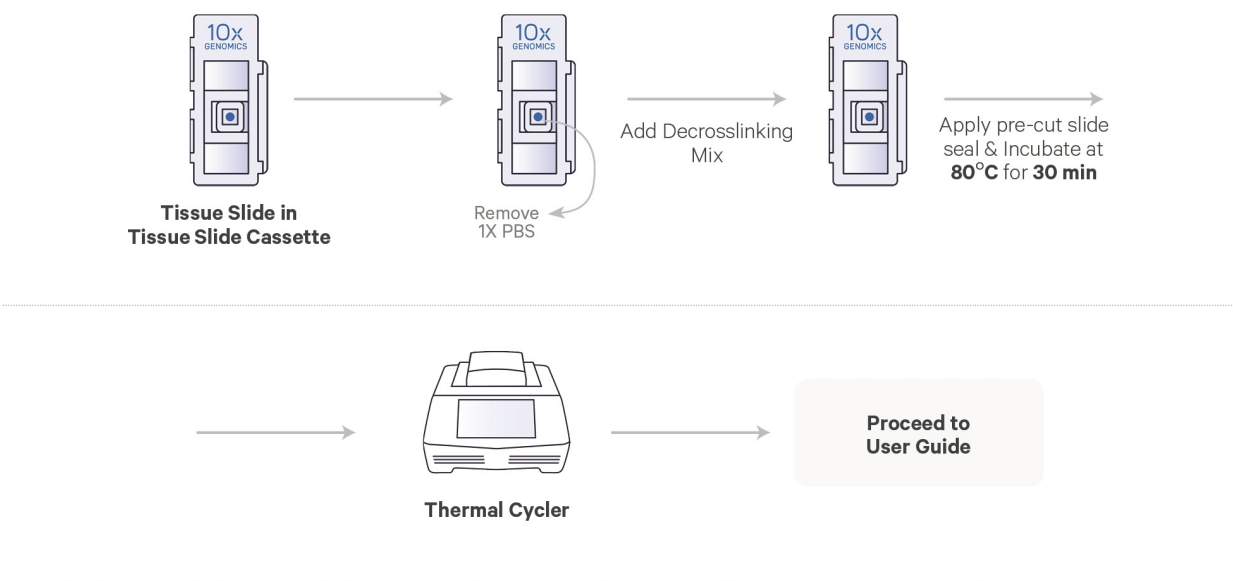 10x
GENOMICS
10x
GENOMICS
10x
GENOMICS
Tissue Slide in
Tissue Slide Cassette
Remove
1X PBS
Add Decrosslinking
Mix
Apply pre-cut slide
seal & Incubate at
80°C for 30 min
Thermal Cycler
Proceed to
User Guide